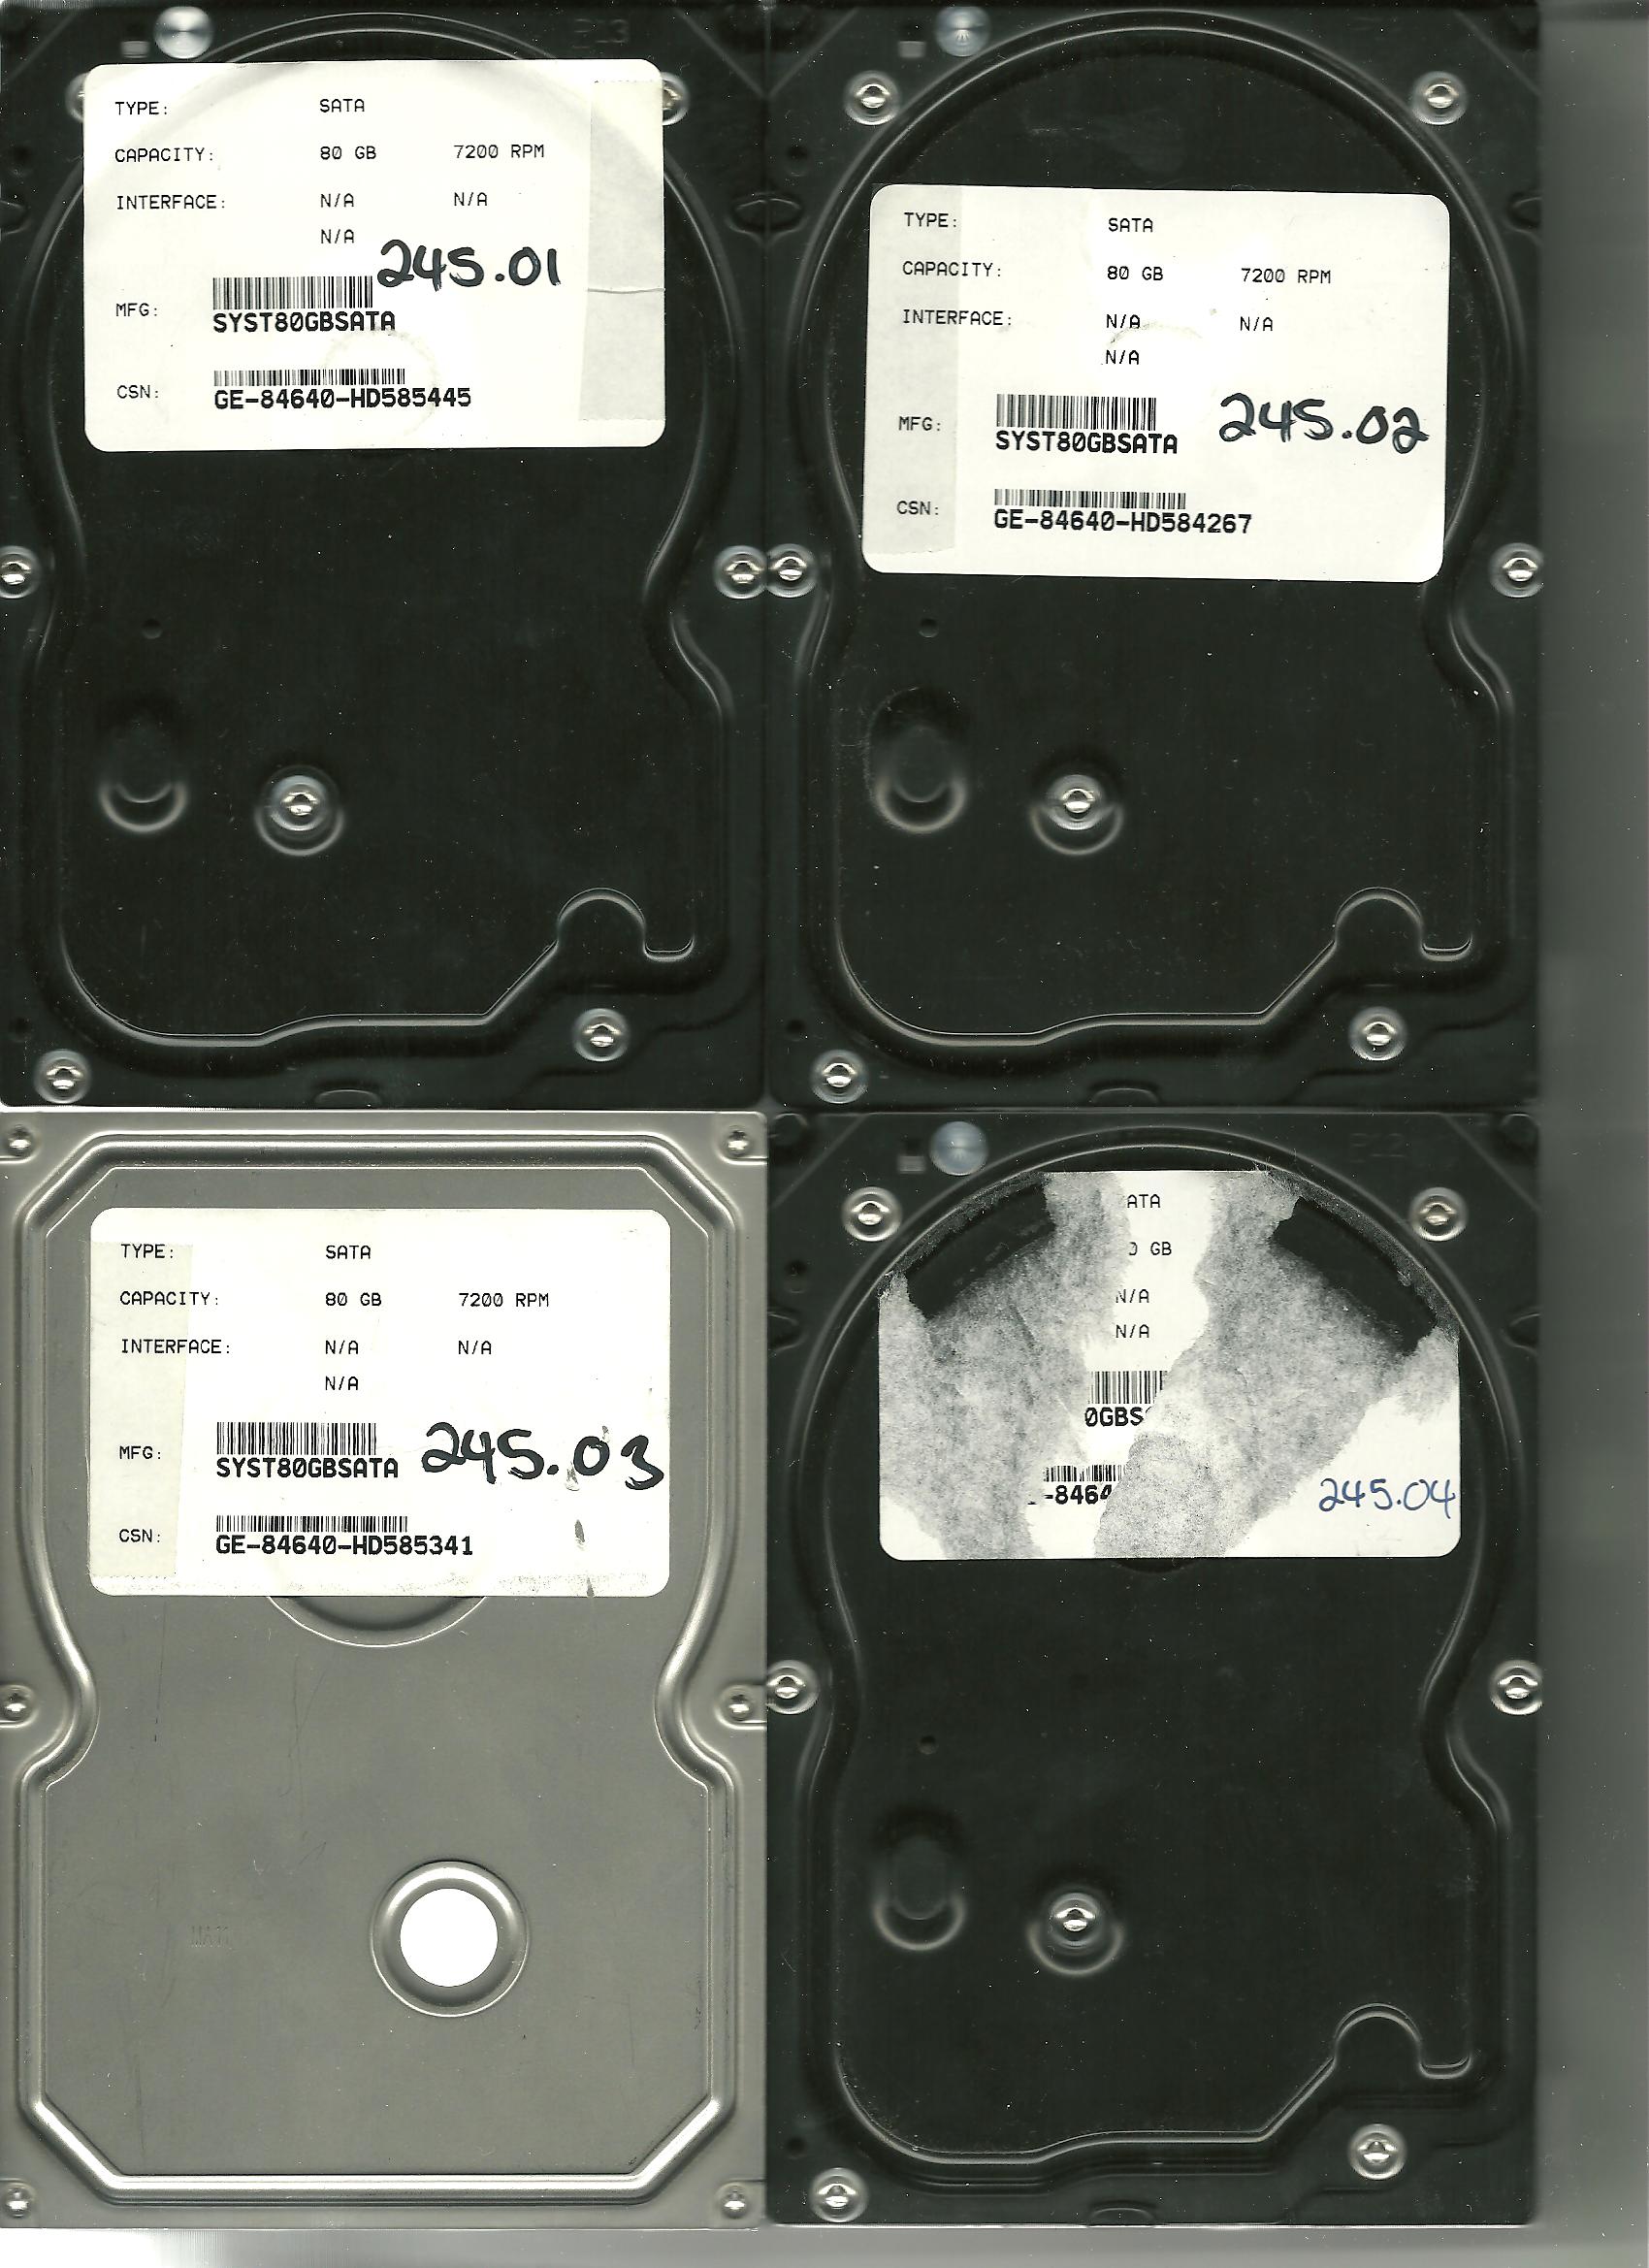 TYPE: SATA
CAPACITY: 80 GB 7200 RPM
INTERFACE: N/A N/A
N/A
245.01
MFG: SYST80GBSATA
CSN: GE-84640-HD585445
TYPE: SATA
CAPACITY: 80 GB 7200 RPM
INTERFACE: N/A N/A
N/A
MFG: SYST80GBSATA 245.02
CSN: GE-84640-HD584267
TYPE: SATA
CAPACITY: 80 GB 7200 RPM
INTERFACE: N/A N/A
N/A
MFG: SYST80GBSATA 245.03
CSN: GE-84640-HD585341
ATA
GB
N/A
N/A
0GBS
-8464
245.04